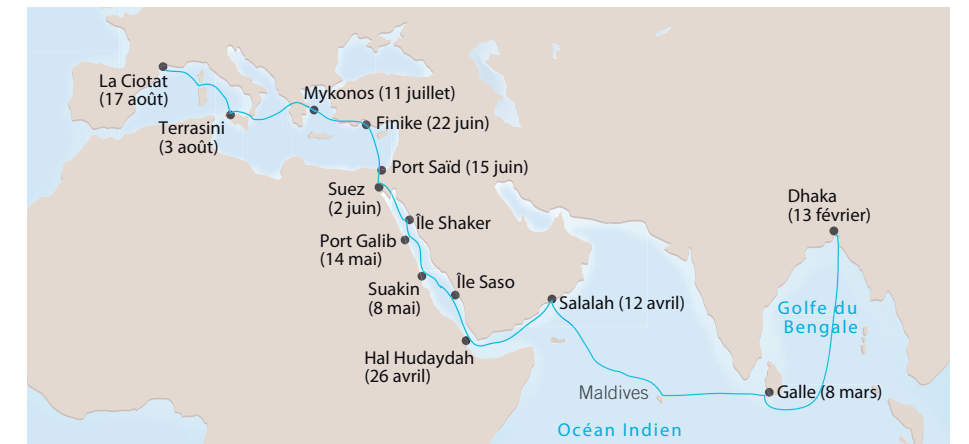 La Ciotat
(17 août)
Mykonos (11 juillet)
Terrasini
(3 août)
Finike (22 juin)
Port Saïd (15 juin)
Suez
(2 juin)
Dhaka
(13 février)
Île Shaker
Port Galib
(14 mai)
Île Saso
Suakin
(8 mai)
Salalah (12 avril)
Golfe du
Bengale
Hal Hudaydah
(26 avril)
Maldives
Galle (8 mars)
Océan Indien